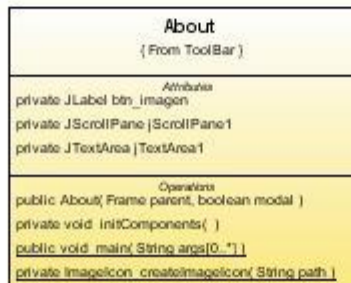 About
{ From ToolBar }
Attributes
private JLabel btn_imagen
private JScrollPane jScrollPane1
private JTextArea jTextArea1
Operations
public About( Frame parent, boolean modal )
private void initComponents( )
public void main( String args[0..*] )
private ImageIcon createImageIcon( String path )